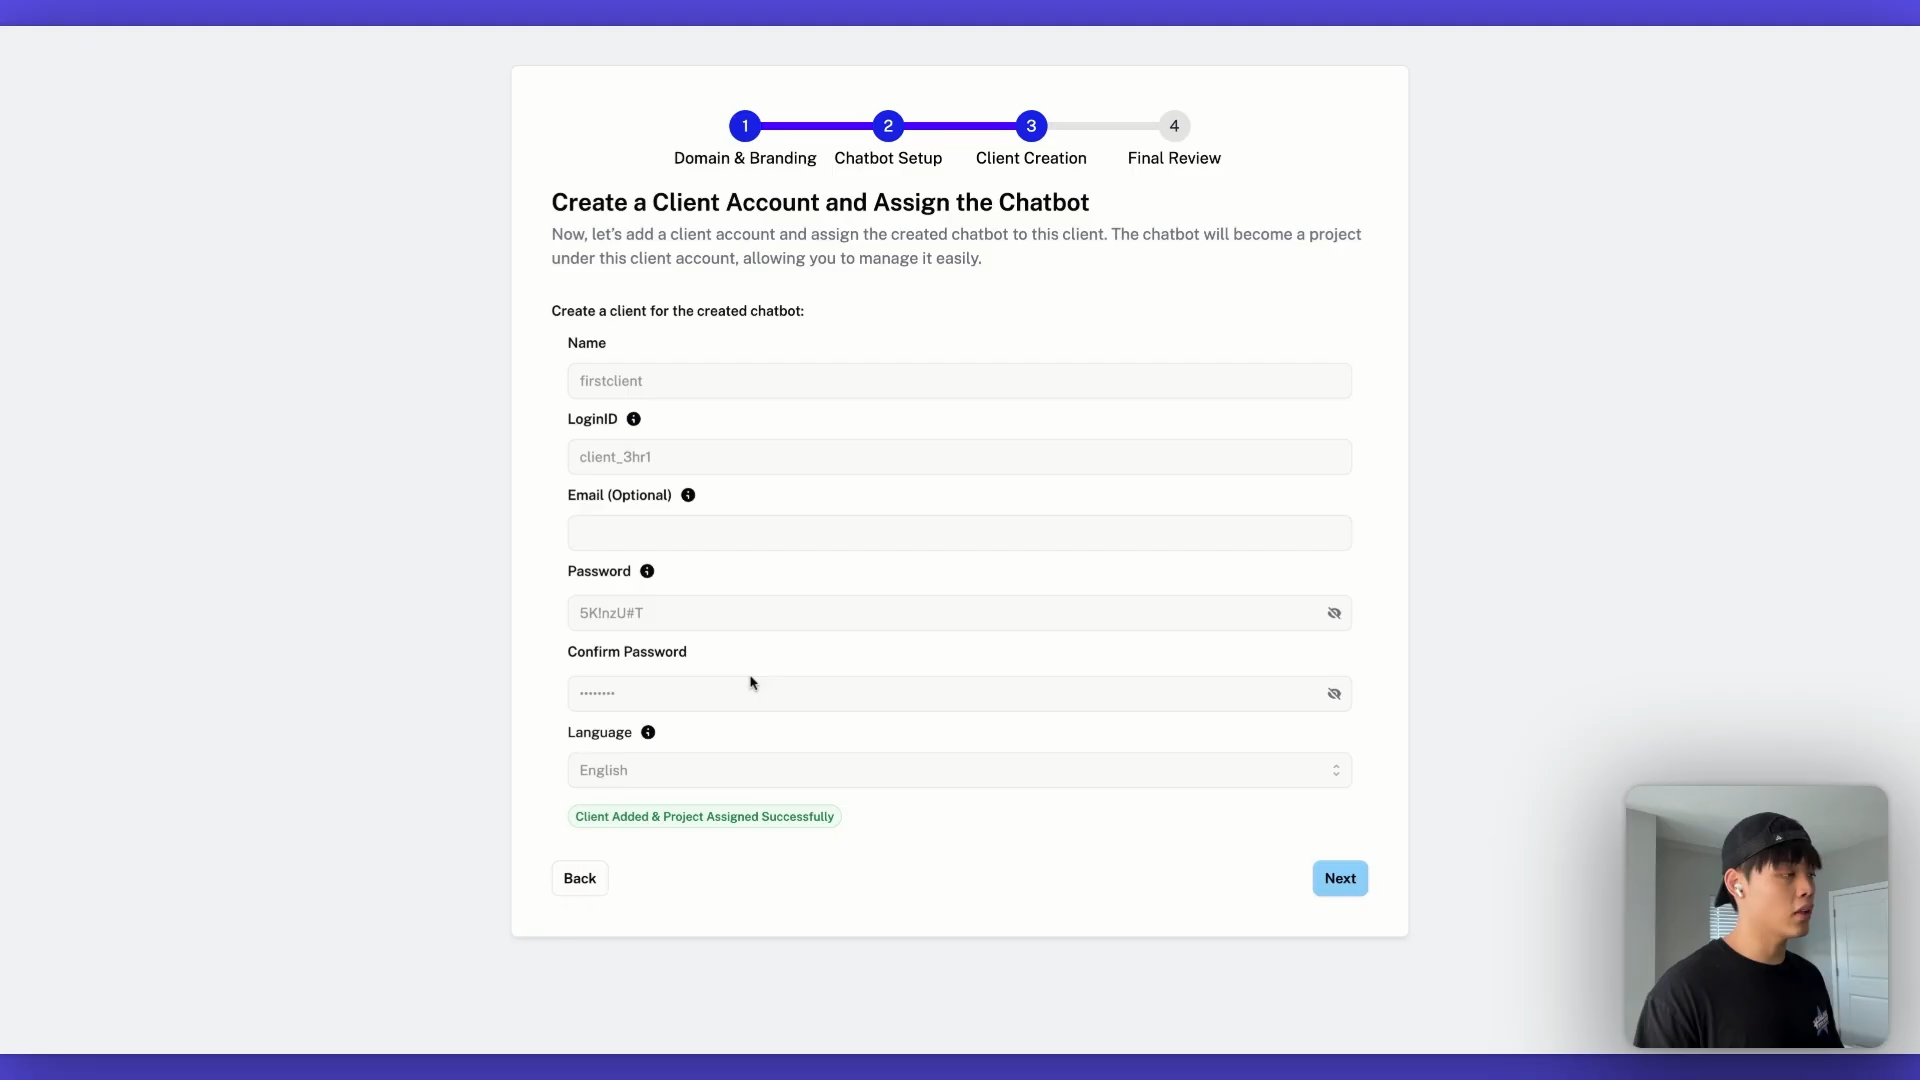 1
2
3
4
Domain & Branding
Chatbot Setup
Client Creation
Final Review
Create a Client Account and Assign the Chatbot
Now, let's add a client account and assign the created chatbot to this client. The chatbot will become a project
under this client account, allowing you to manage it easily.
Create a client for the created chatbot:
Name
firstclient
LoginID
client_3hr1
Email (Optional)
Password
5K!nzU#T
Confirm Password
••••••••
Language
English
Client Added & Project Assigned Successfully
Back
Next